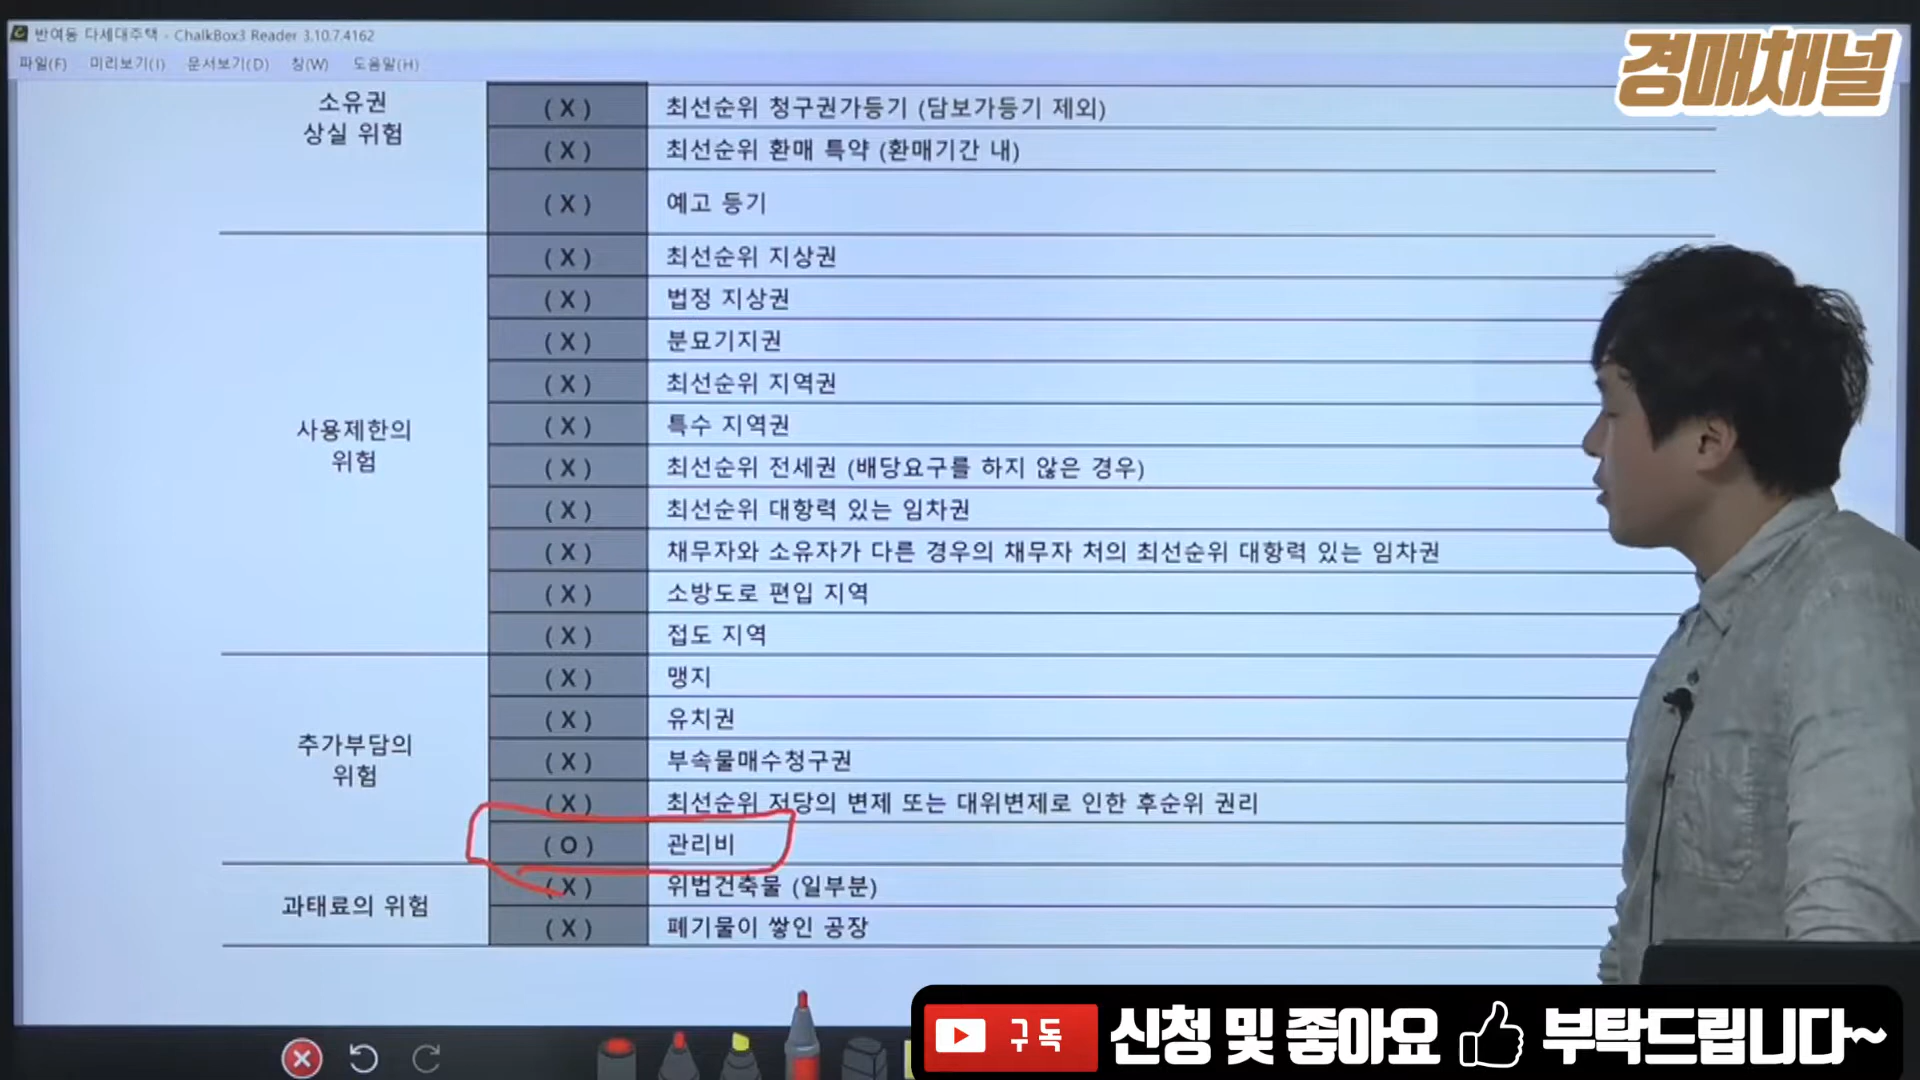 반여동 다세대주택 - ChalkBox3 Reader 3.10.7.4162
경매채널
파일(F) 미리보기(I) 문서보기(D) 창(W) 도움말(H)
소유권
상실 위험
( X ) 최선순위 청구권가등기 (담보가등기 제외)
( X ) 최선순위 환매 특약 (환매기간 내)
( X ) 예고 등기
사용제한의
위험
( X ) 최선순위 지상권
( X ) 법정 지상권
( X ) 분묘기지권
( X ) 최선순위 지역권
( X ) 특수 지역권
( X ) 최선순위 전세권 (배당요구를 하지 않은 경우)
( X ) 최선순위 대항력 있는 임차권
( X ) 채무자와 소유자가 다른 경우의 채무자 처의 최선순위 대항력 있는 임차권
( X ) 소방도로 편입 지역
( X ) 접도 지역
추가부담의
위험
( X ) 맹지
( X ) 유치권
( X ) 부속물매수청구권
( X ) 최선순위 저당의 변제 또는 대위변제로 인한 후순위 권리
( O ) 관리비
과태료의 위험
( X ) 위법건축물 (일부분)
( X ) 폐기물이 쌓인 공장
구독 신청 및 좋아요 부탁드립니다~